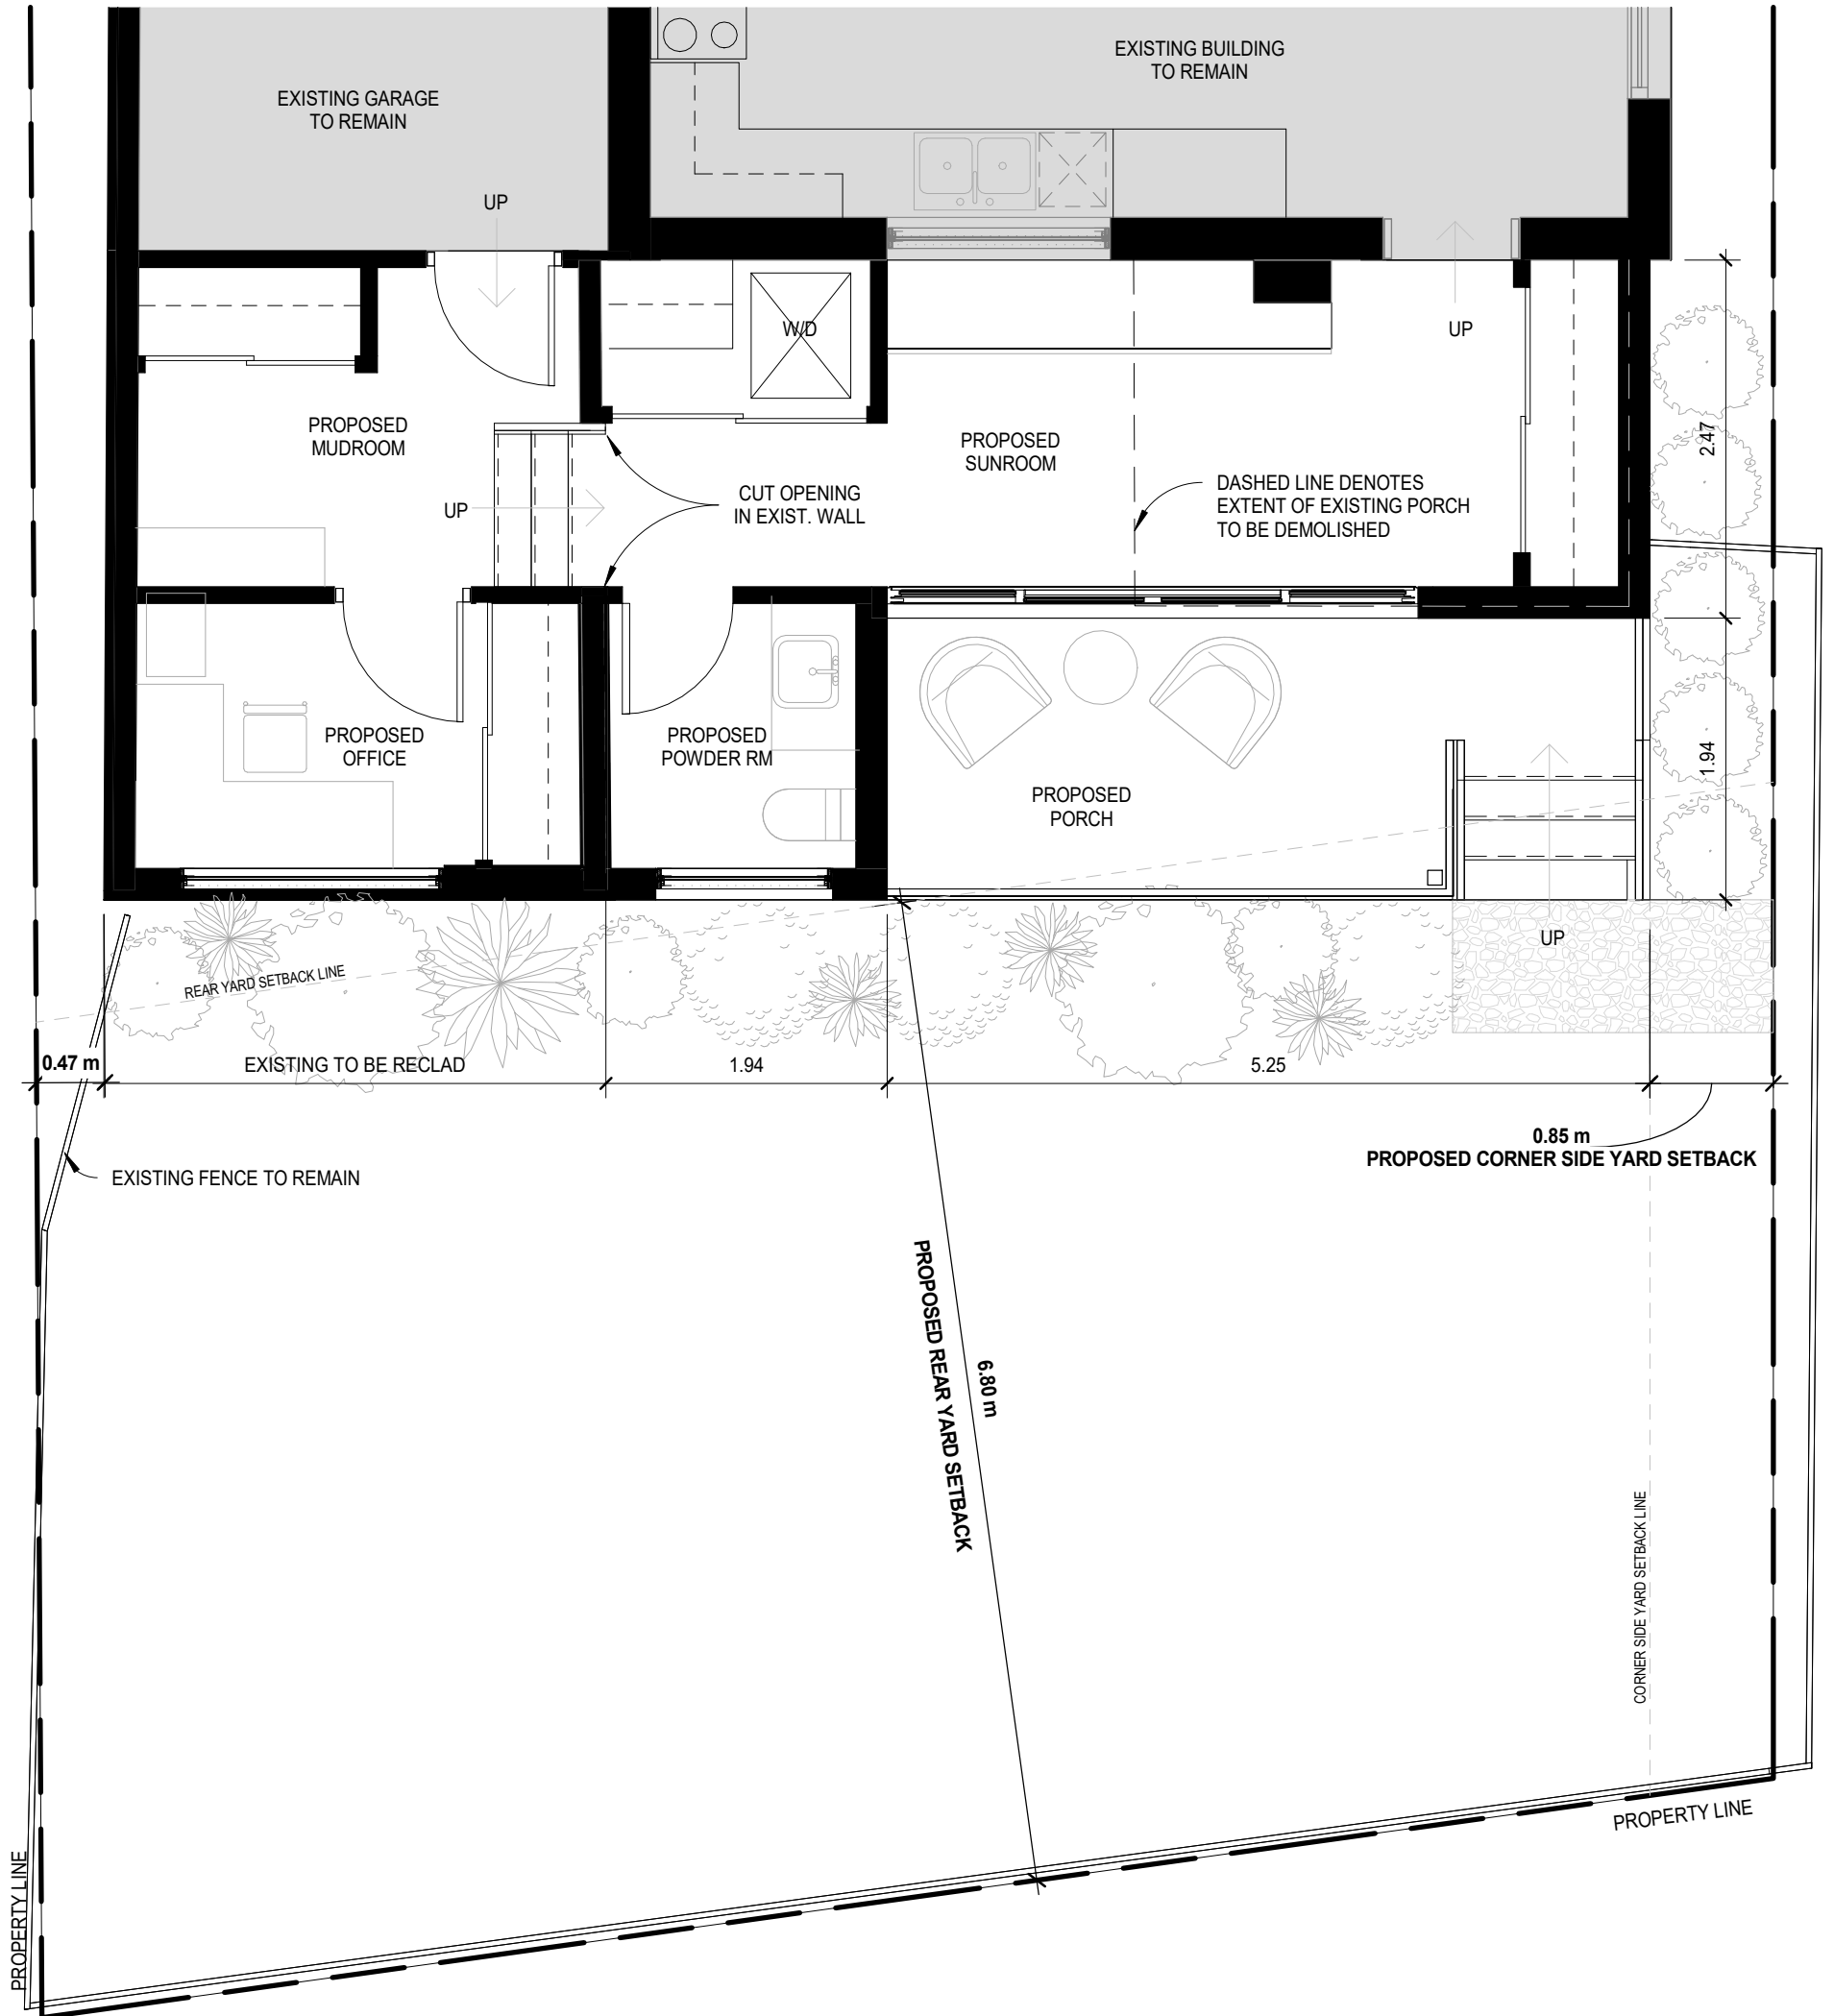 EXISTING BUILDING
TO REMAIN
EXISTING GARAGE
TO REMAIN
UP
W/D
UP
PROPOSED
MUDROOM
PROPOSED
SUNROOM
2.47
UP
CUT OPENING
IN EXIST. WALL
DASHED LINE DENOTES
EXTENT OF EXISTING PORCH
TO BE DEMOLISHED
PROPOSED
OFFICE
PROPOSED
POWDER RM
PROPOSED
PORCH
1.94
UP
REAR YARD SETBACK LINE
0.47 m
EXISTING TO BE RECLAD
1.94
5.25
0.85 m
PROPOSED CORNER SIDE YARD SETBACK
EXISTING FENCE TO REMAIN
PROPOSED REAR YARD SETBACK
6.80 m
CORNER SIDE YARD SETBACK LINE
PROPERTY LINE
PROPERTY LINE